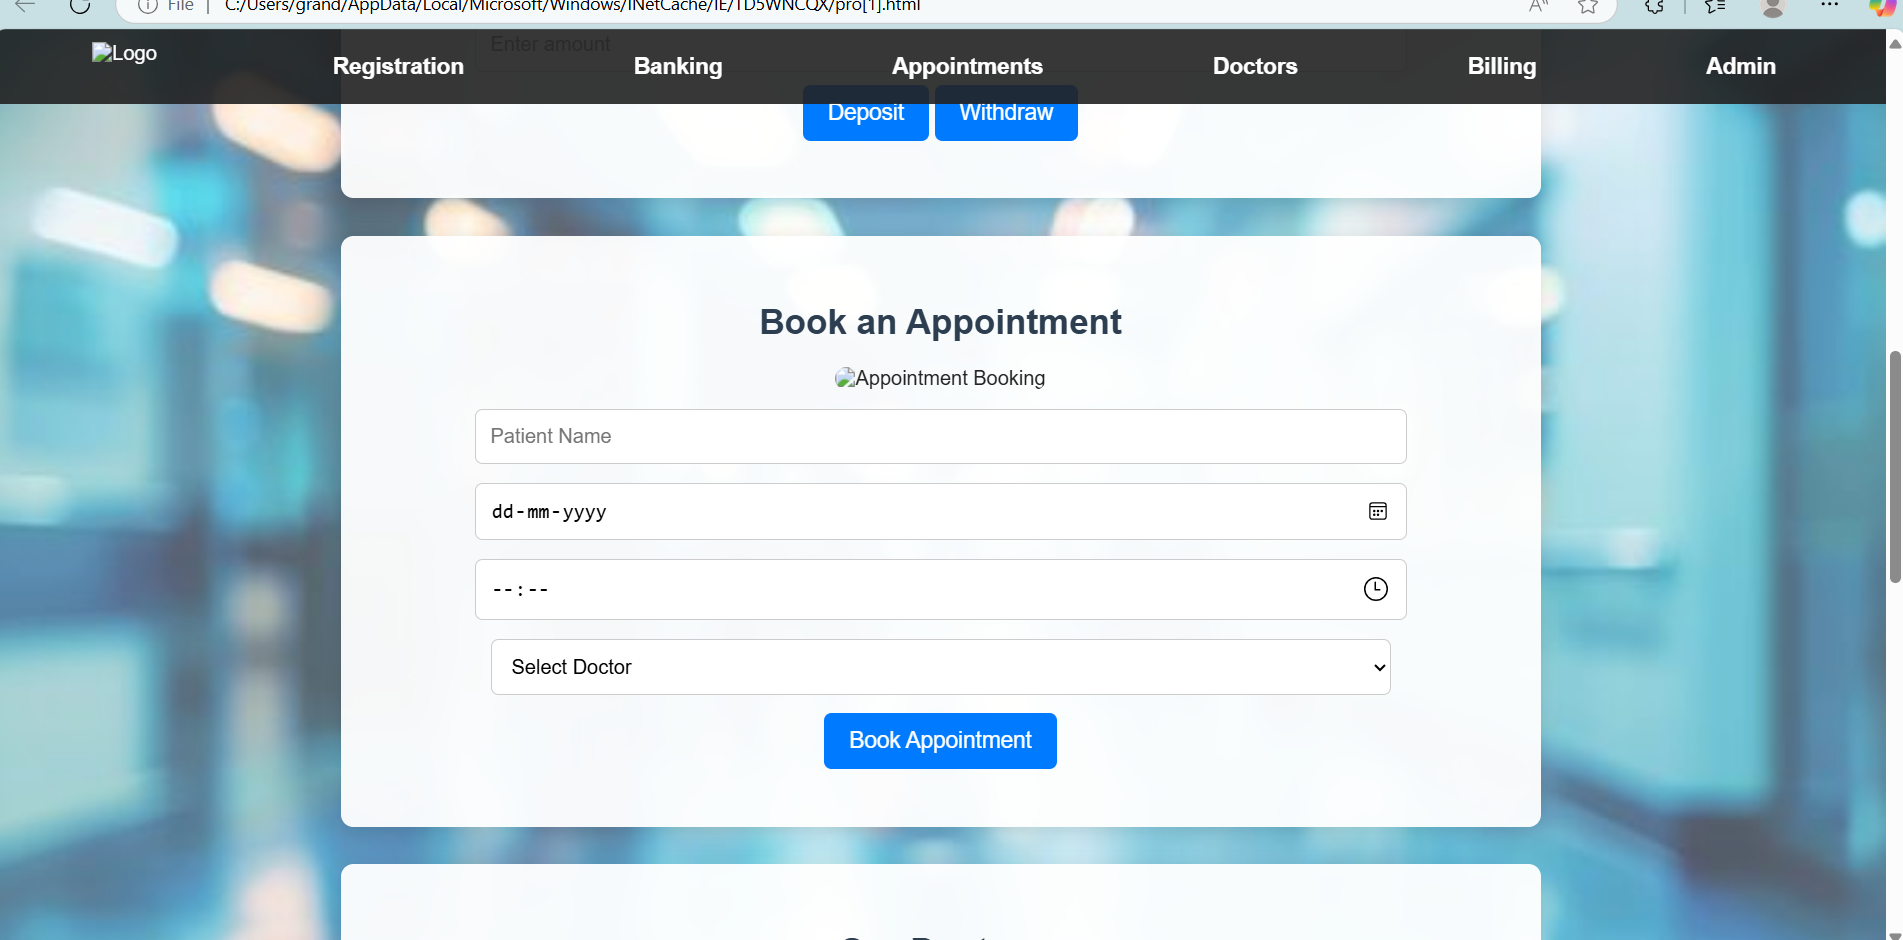 File | C:/Users/grand/AppData/Local/Microsoft/Windows/INetCache/IE/TD5WNCQX/pro[1].html
Logo
Registration
Banking
Appointments
Doctors
Billing
Admin
Enter amount
Deposit
Withdraw
Book an Appointment
Appointment Booking
Patient Name
dd-mm-yyyy
--:--
Select Doctor
Book Appointment